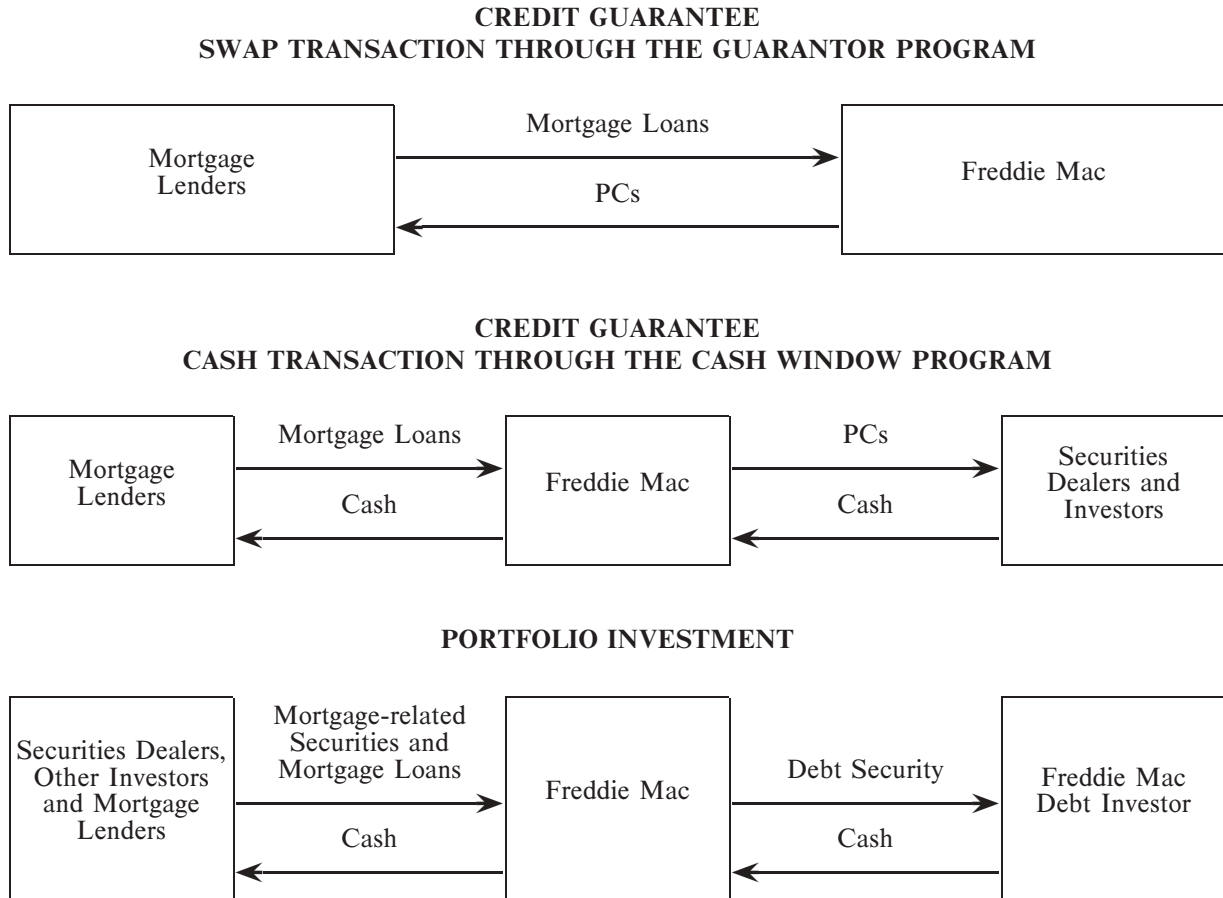 CREDIT GUARANTEE
SWAP TRANSACTION THROUGH THE GUARANTOR PROGRAM
Mortgage
Lenders
Mortgage Loans
PCs
Freddie Mac
CREDIT GUARANTEE
CASH TRANSACTION THROUGH THE CASH WINDOW PROGRAM
Mortgage
Lenders
Mortgage Loans
Cash
Freddie Mac
PCs
Cash
Securities
Dealers and
Investors
PORTFOLIO INVESTMENT
Securities Dealers,
Other Investors
and Mortgage
Lenders
Mortgage-related
Securities and
Mortgage Loans
Cash
Freddie Mac
Debt Security
Cash
Freddie Mac
Debt Investor